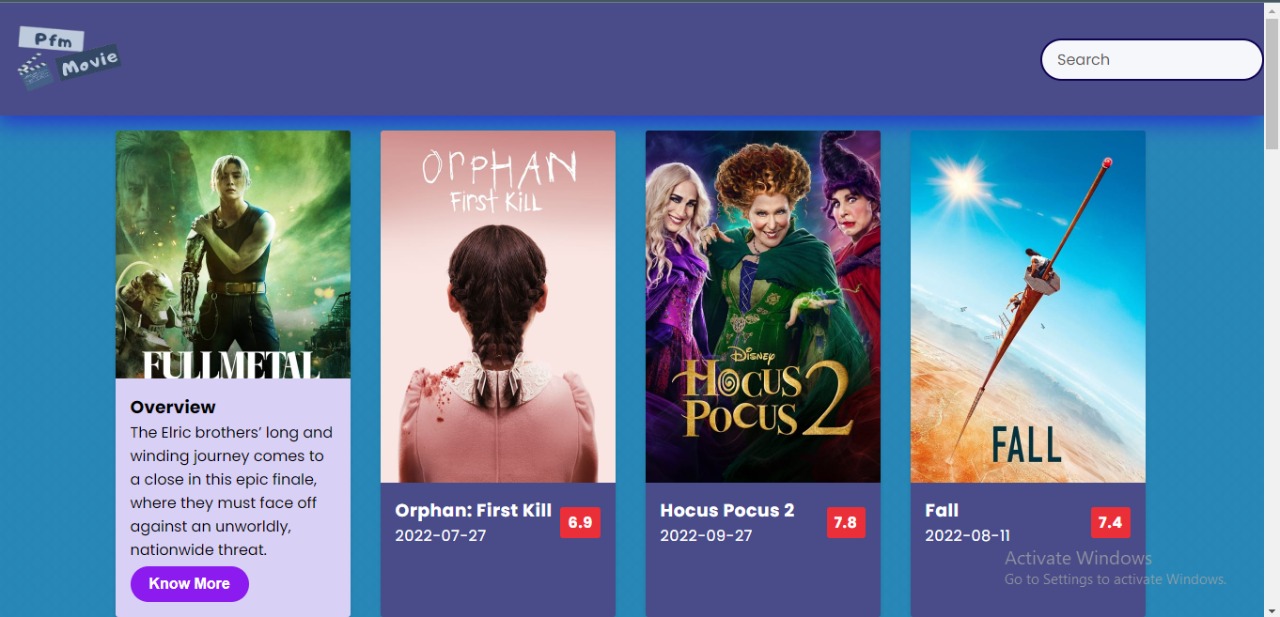 Pfm
Movie
Search
FULLMETAL
Overview
The Elric brothers’ long and
winding journey comes to
a close in this epic finale,
where they must face off
against an unworldly,
nationwide threat.
Know More
ORPHAN
First Kill
Orphan: First Kill
2022-07-27
6.9
Disney
HOCUS
POCUS 2
Hocus Pocus 2
2022-09-27
7.8
FALL
Fall
2022-08-11
7.4
Activate Windows
Go to Settings to activate Windows.